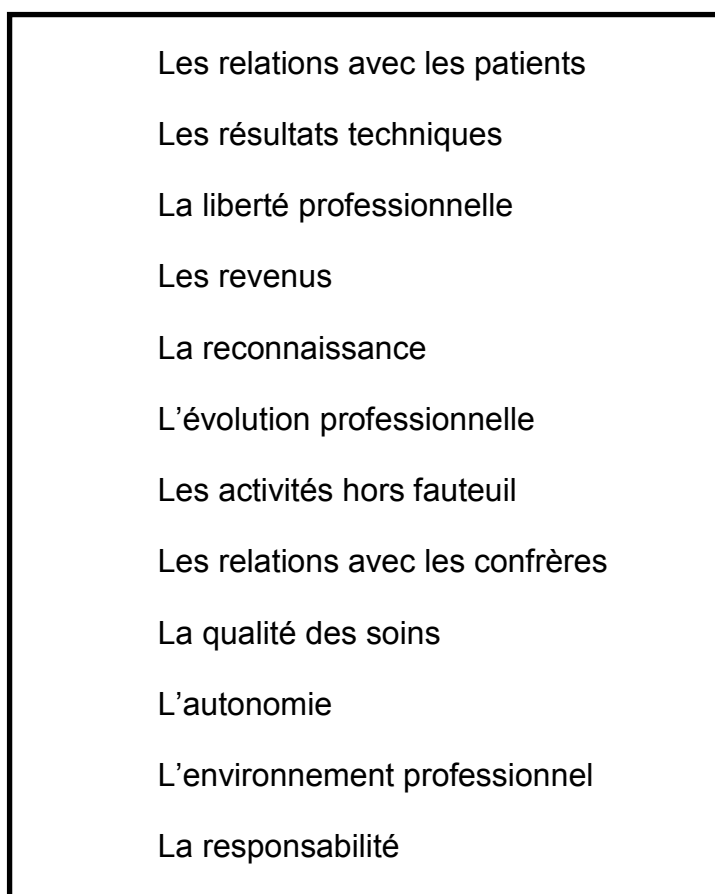 Les relations avec les patients
Les résultats techniques
La liberté professionnelle
Les revenus
La reconnaissance
L’évolution professionnelle
Les activités hors fauteuil
Les relations avec les confrères
La qualité des soins
L’autonomie
L’environnement professionnel
La responsabilité